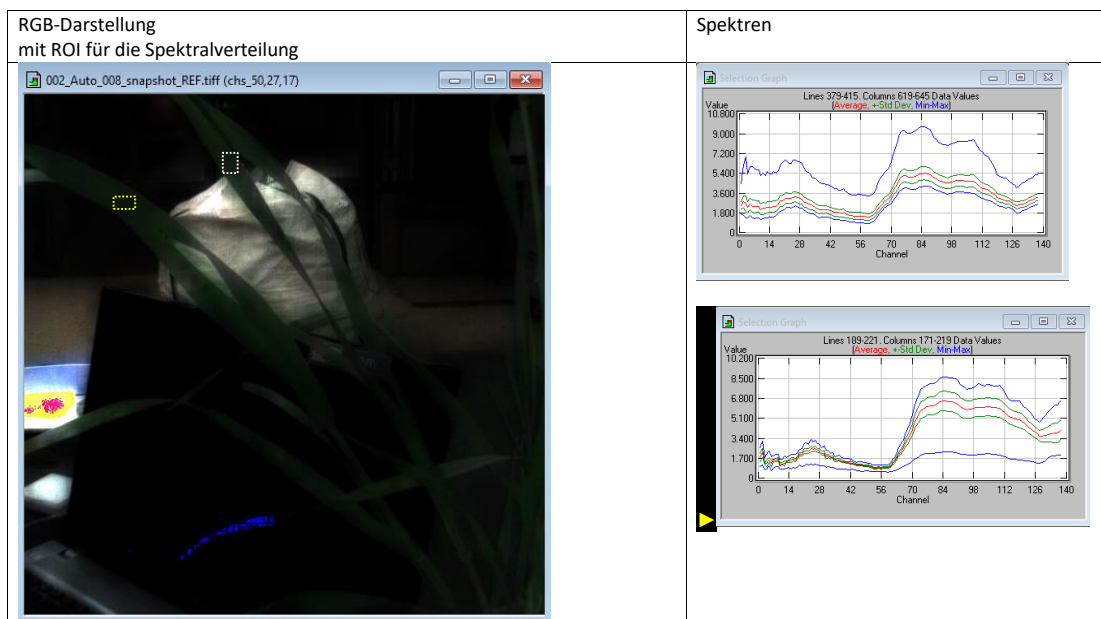 RGB-Darstellung
mit ROI für die Spektralverteilung
Spektren
002_Auto_008_snapshot_REF.tiff (chs_50,27,17)
Selection Graph
Lines 379-415. Columns 619-645 Data Values
Value (Average, +-Std Dev, Min-Max)
10.800
9.000
7.200
5.400
3.600
1.800
0
0 14 28 42 56 70 84 98 112 126 140
Channel
Selection Graph
Lines 189-221. Columns 171-219 Data Values
Value (Average, +-Std Dev, Min-Max)
10.200
8.500
6.800
5.100
3.400
1.700
0
0 14 28 42 56 70 84 98 112 126 140
Channel